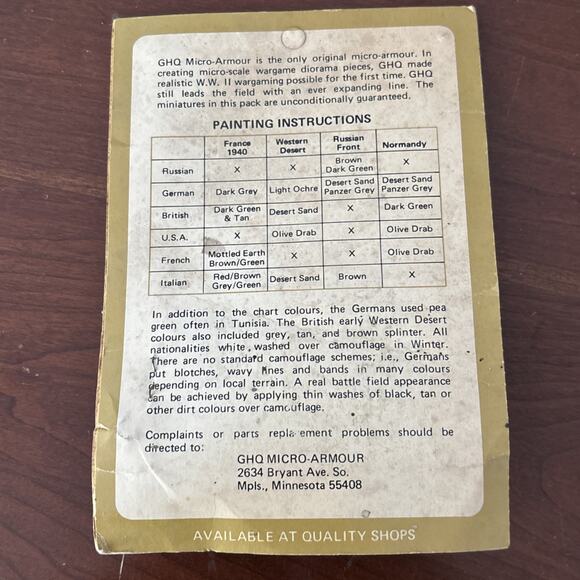 GHQ Micro-Armour is the only original micro-armour. In
creating micro-scale wargame diorama pieces, GHQ made
realistic W.W. II wargaming possible for the first time. GHQ
still leads the field with an ever expanding line. The
miniatures in this pack are unconditionally guaranteed.
PAINTING INSTRUCTIONS
France 1940 Western Desert Russian Front Normandy
Russian X X Brown Dark Green X
German Dark Grey Light Ochre Desert Sand Panzer Grey Desert Sand Panzer Grey
British Dark Green & Tan Desert Sand X Dark Green
U.S.A. X Olive Drab X Olive Drab
French Mottled Earth Brown/Green X X Olive Drab
Italian Red/Brown Grey/Green Desert Sand Brown X
In addition to the chart colours, the Germans used pea
green often in Tunisia. The British early Western Desert
colours also included grey, tan, and brown splinter. All
nationalities white washed over camouflage in Winter.
There are no standard camouflage schemes; i.e., Germans
put blotches, wavy lines and bands in many colours
depending on local terrain. A real battle field appearance
can be achieved by applying thin washes of black, tan or
other dirt colours over camouflage.
Complaints or parts replacement problems should be
directed to:
GHQ MICRO-ARMOUR
2634 Bryant Ave. So.
Mpls., Minnesota 55408
AVAILABLE AT QUALITY SHOPS